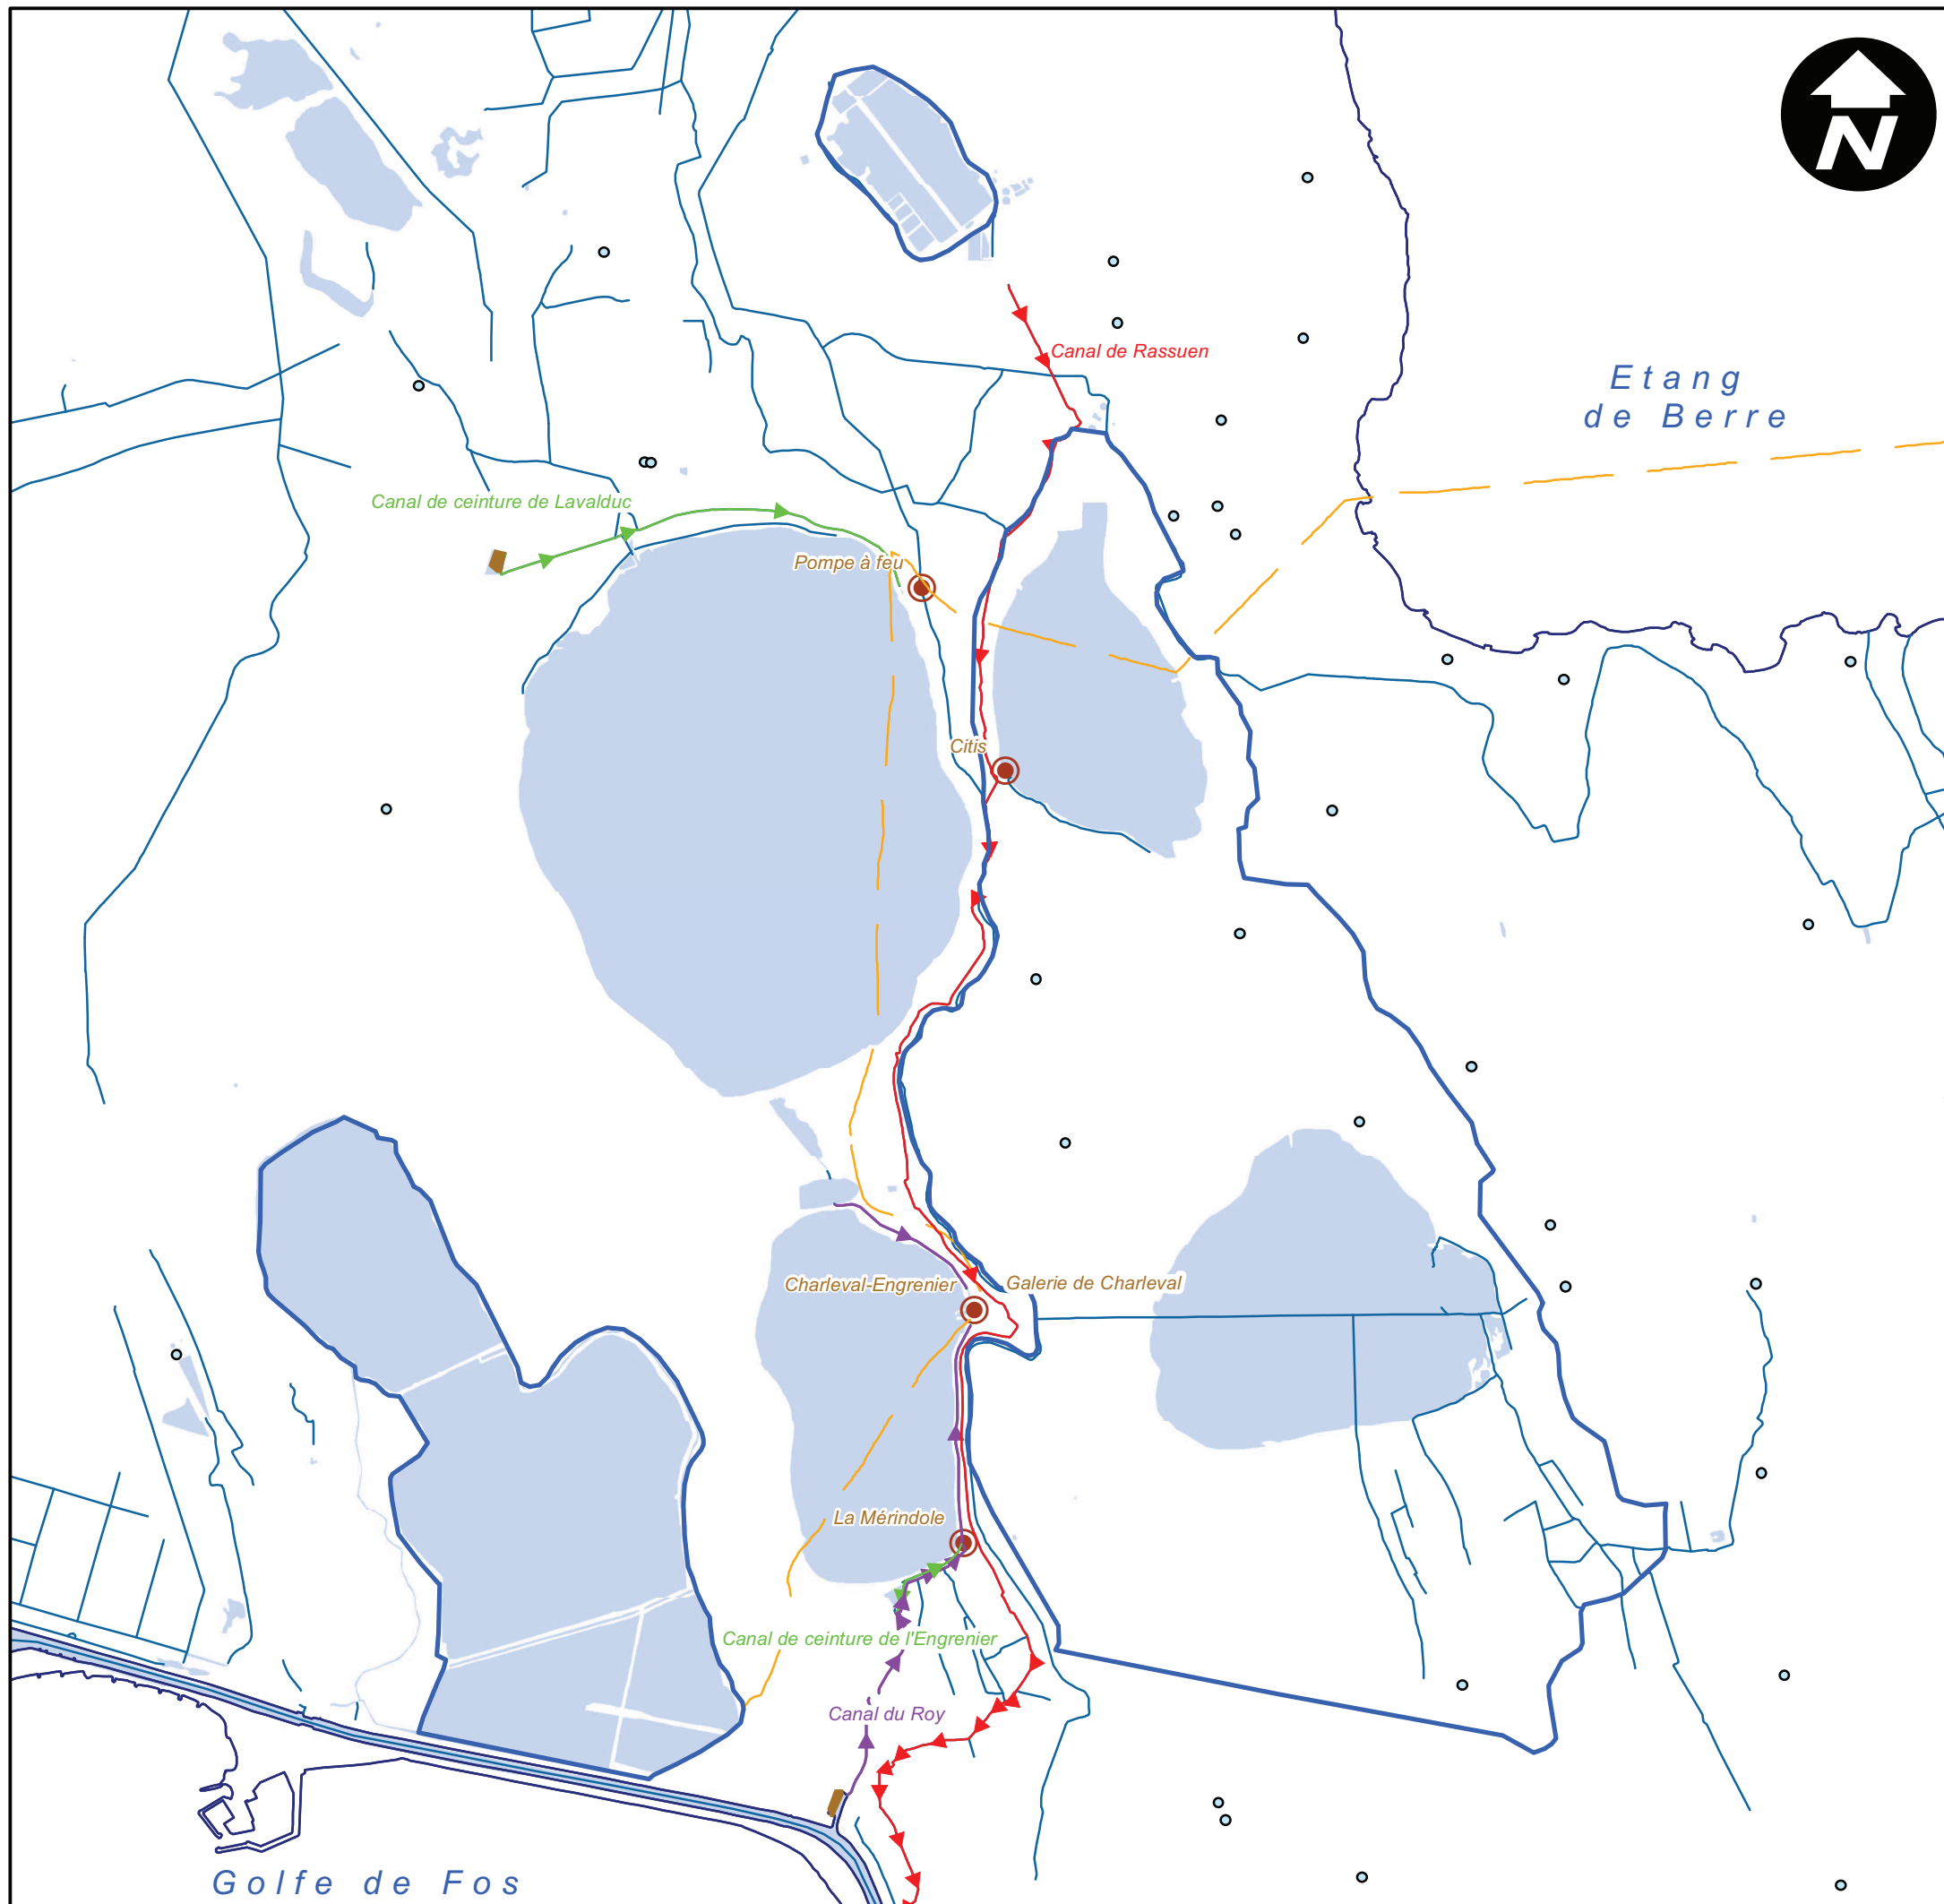 N
Canal de Rassuen
Etang
de Berre
Canal de ceinture de Lavalduc
Pompe à feu
Citis
Charleval-Engrenier
Galerie de Charleval
La Mérindole
Canal de ceinture de l'Engrenier
Canal du Roy
Golfe de Fos